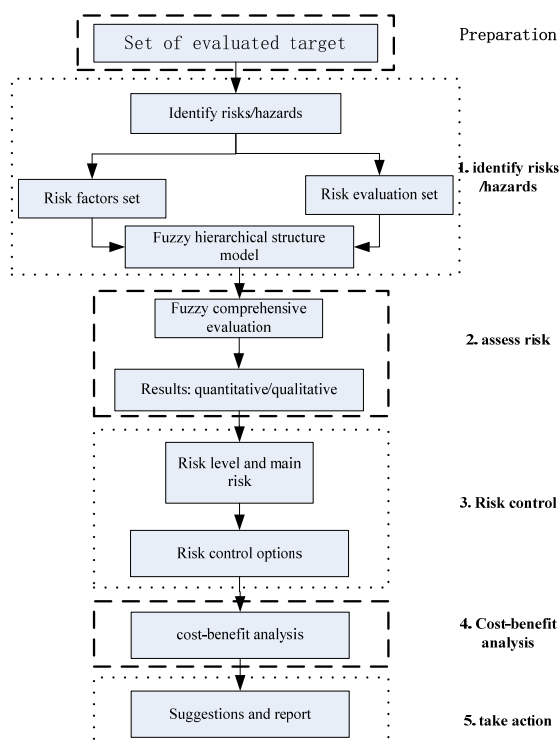 Set of evaluated target
Preparation
Identify risks/hazards
1. identify risks
/hazards
Risk factors set
Risk evaluation set
Fuzzy hierarchical structure
model
Fuzzy comprehensive
evaluation
2. assess risk
Results: quantitative/qualitative
Risk level and main
risk
3. Risk control
Risk control options
cost-benefit analysis
4. Cost-benefit
analysis
Suggestions and report
5. take action